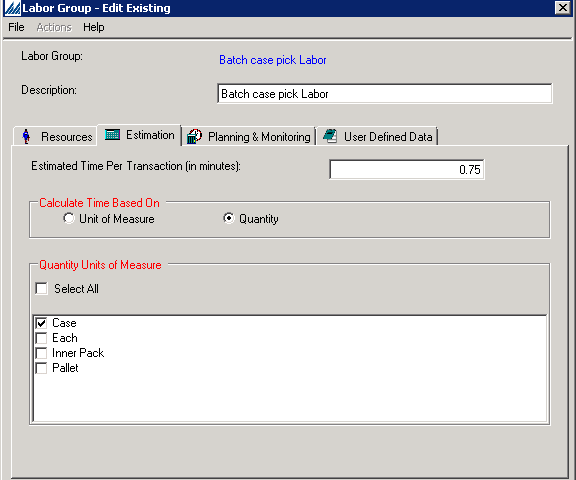 Labor Group - Edit Existing
File Actions Help
Labor Group: Batch case pick Labor
Description: Batch case pick Labor
Resources Estimation Planning & Monitoring User Defined Data
Estimated Time Per Transaction (in minutes): 0.75
Calculate Time Based On
Unit of Measure Quantity
Quantity Units of Measure
Select All
Case
Each
Inner Pack
Pallet